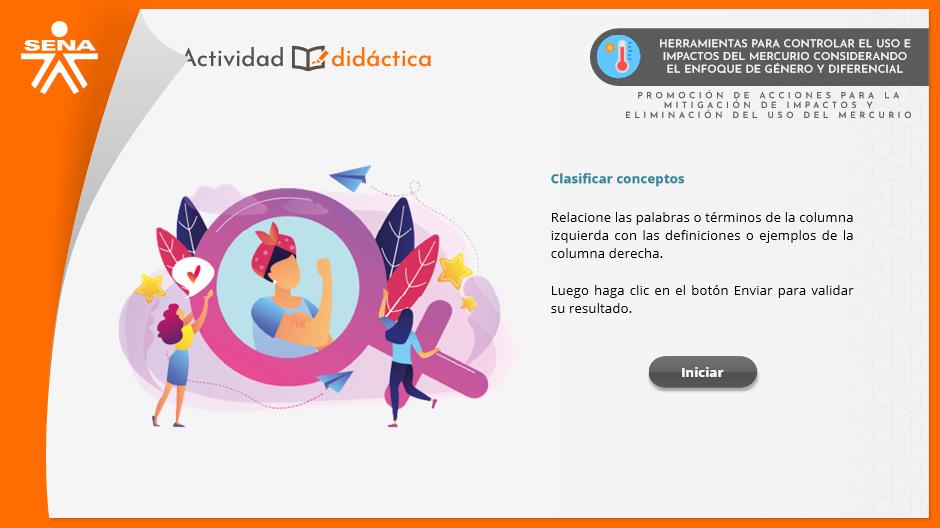 SENA
Actividad didáctica
HERRAMIENTAS PARA CONTROLAR EL USO E
IMPACTOS DEL MERCURIO CONSIDERANDO
EL ENFOQUE DE GÉNERO Y DIFERENCIAL
PROMOCIÓN DE ACCIONES PARA LA
MITIGACIÓN DE IMPACTOS Y
ELIMINACIÓN DEL USO DEL MERCURIO
Clasificar conceptos
Relacione las palabras o términos de la columna
izquierda con las definiciones o ejemplos de la
columna derecha.
Luego haga clic en el botón Enviar para validar
su resultado.
Iniciar